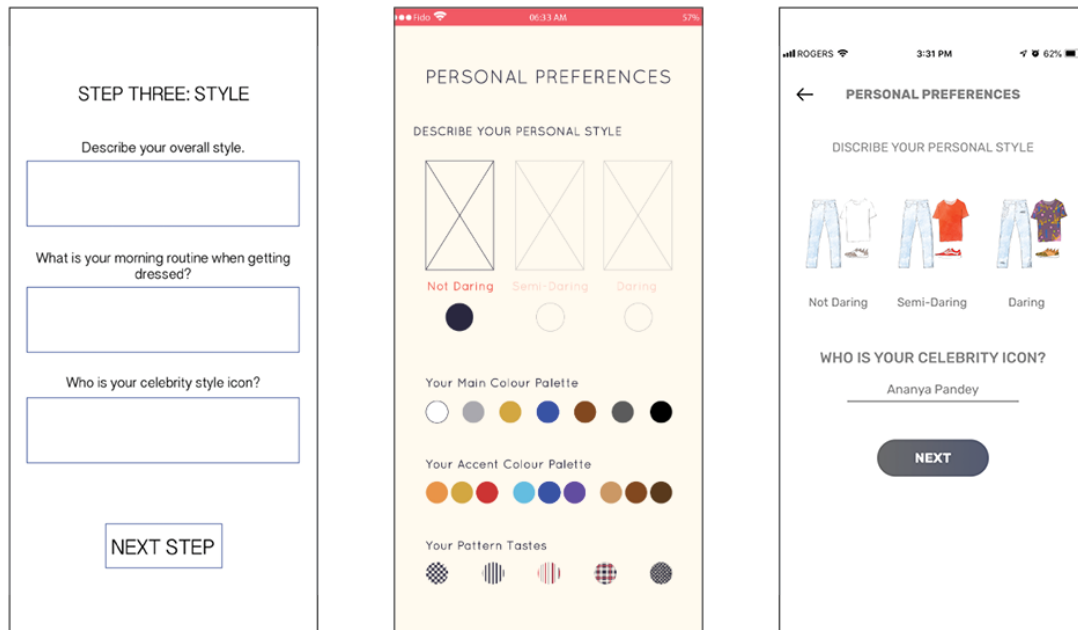 STEP THREE: STYLE
Describe your overall style.
What is your morning routine when getting
dressed?
Who is your celebrity style icon?
NEXT STEP
Fido 06:33 AM 57%
PERSONAL PREFERENCES
DESCRIBE YOUR PERSONAL STYLE
Not Daring Semi-Daring Daring
Your Main Colour Palette
Your Accent Colour Palette
Your Pattern Tastes
ROGERS 3:31 PM 62%
PERSONAL PREFERENCES
DISCRIBE YOUR PERSONAL STYLE
Not Daring Semi-Daring Daring
WHO IS YOUR CELEBRITY ICON?
Ananya Pandey
NEXT